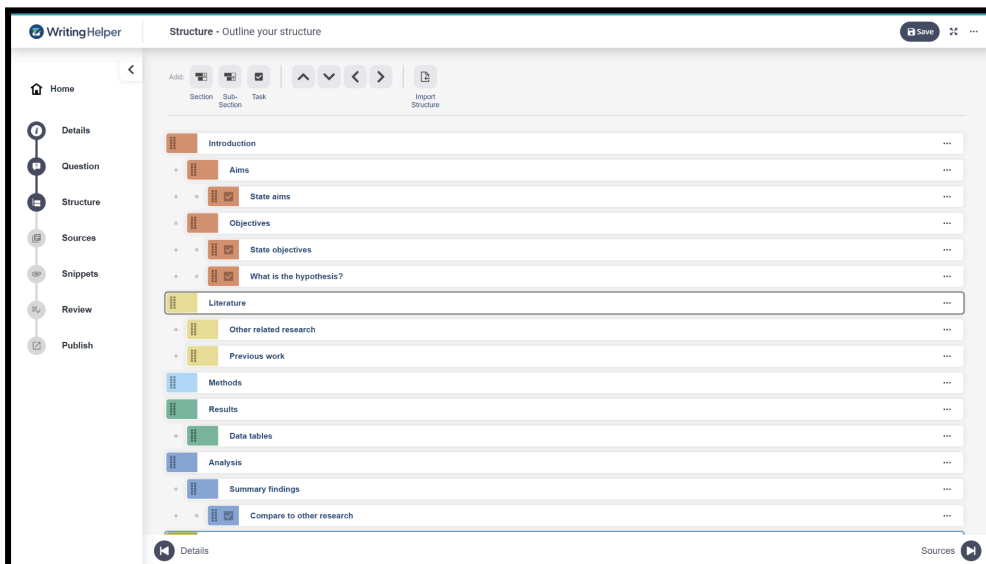 WritingHelper
Structure - Outline your structure
Save
Home
Details
Question
Structure
Sources
Snippets
Review
Publish
Add:
Section
Sub-
Section
Task
Import
Structure
Introduction
Aims
State aims
Objectives
State objectives
What is the hypothesis?
Literature
Other related research
Previous work
Methods
Results
Data tables
Analysis
Summary findings
Compare to other research
Details
Sources